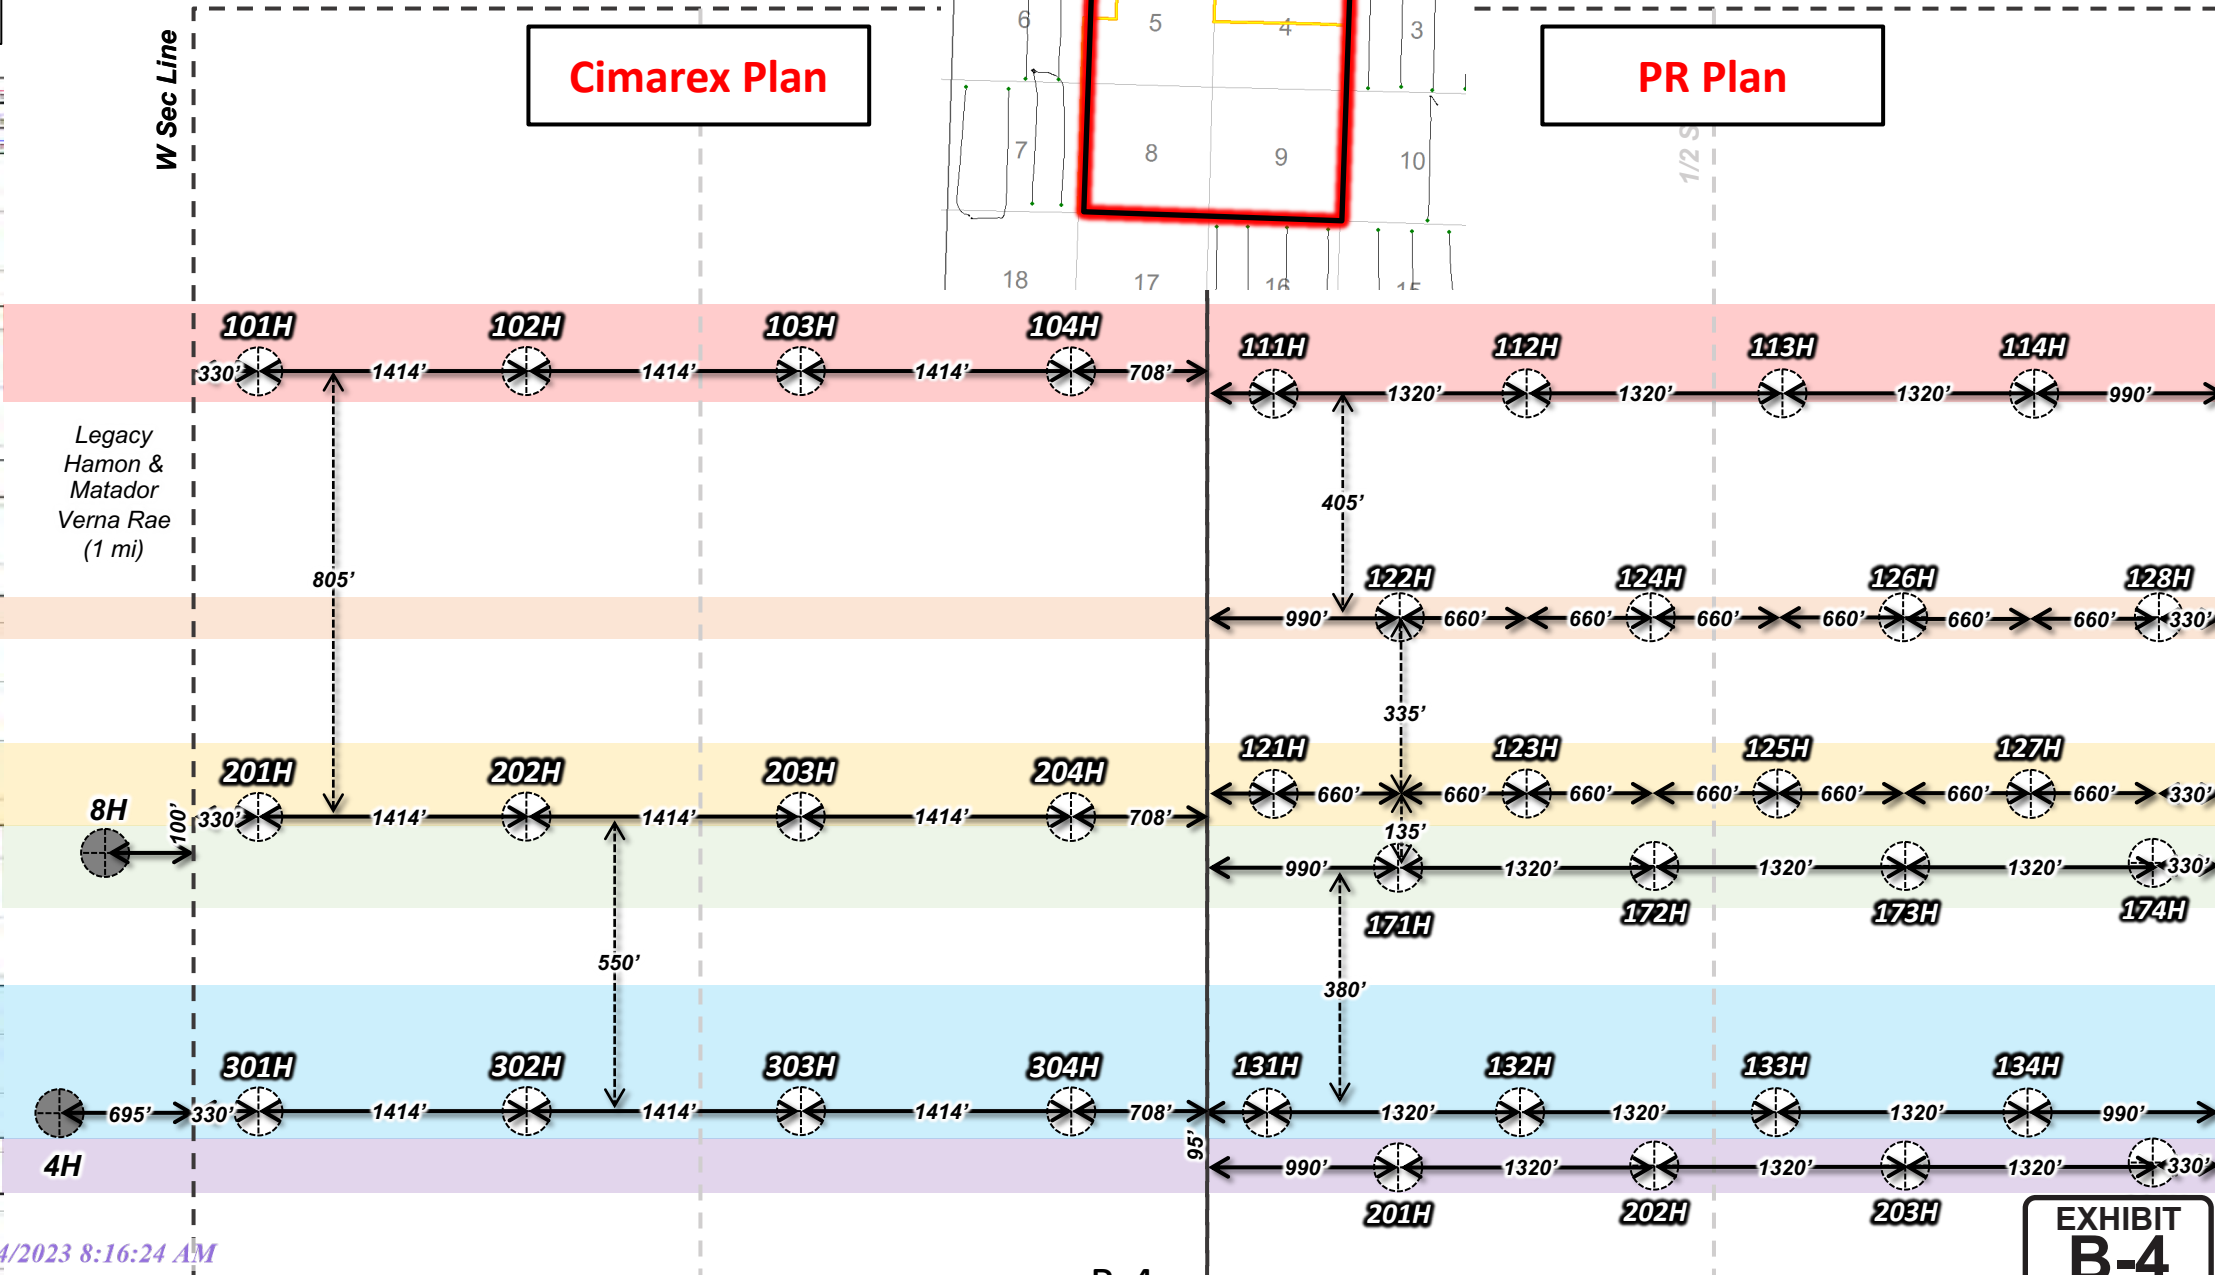 W Sec Line
Cimarex Plan
PR Plan
6
5
4
3
7
8
9
10
18
17
16
15
1/2 S
101H
102H
103H
104H
111H
112H
113H
114H
330'
1414'
1414'
1414'
708'
1320'
1320'
1320'
990'
Legacy
Hamon &
Matador
Verna Rae
(1 mi)
805'
405'
122H
124H
126H
128H
990'
660'
660'
660'
660'
660'
660'
330'
335'
201H
202H
203H
204H
121H
123H
125H
127H
8H
100'
330'
1414'
1414'
1414'
708'
660'
660'
660'
660'
660'
660'
660'
330'
135'
990'
1320'
1320'
1320'
330'
171H
172H
173H
174H
550'
380'
301H
302H
303H
304H
131H
132H
133H
134H
695'
330'
1414'
1414'
1414'
708'
1320'
1320'
1320'
990'
4H
95'
990'
1320'
1320'
1320'
330'
201H
202H
203H
EXHIBIT
B-4
4/2023 8:16:24 AM